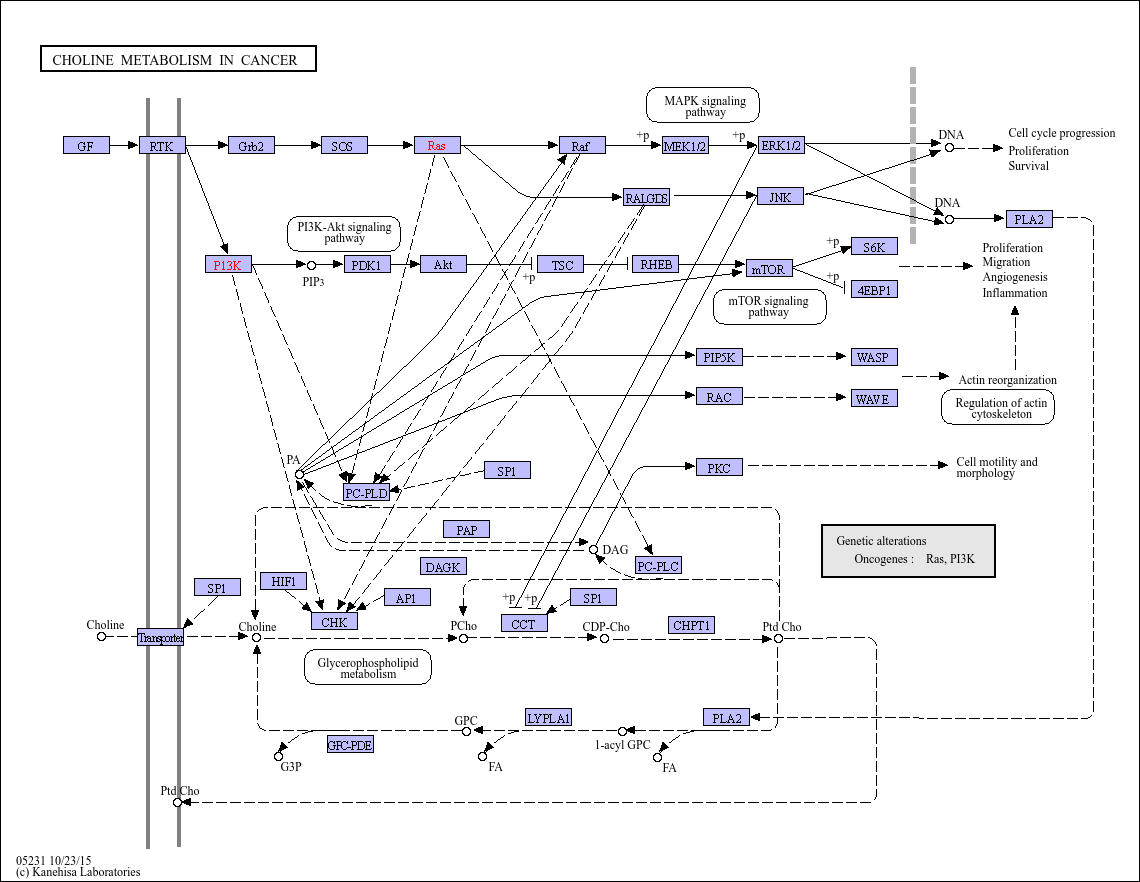 CHOLINE METABOLISM IN CANCER
MAPK signaling
pathway
GF
RTK
Grb2
SOS
Ras
Raf
+p
MEK1/2
+p
ERK1/2
DNA
Cell cycle progression
Proliferation
Survival
RALGDS
JNK
DNA
PLA2
PI3K-Akt signaling
pathway
P13K
PIP3
PDK1
Akt
+p
TSC
RHEB
mTOR
+p
S6K
+p
4EBP1
Proliferation
Migration
Angiogenesis
Inflammation
mTOR signaling
pathway
PIP5K
WASP
RAC
WAVE
Actin reorganization
Regulation of actin
cytoskeleton
PA
PC-PLD
SP1
PKC
Cell motility and
morphology
PAP
DAG
DAGK
PC-PLC
Genetic alterations
Oncogenes : Ras, PI3K
SP1
HIF1
AP1
CHK
+p
+p
SP1
CCT
Choline
Transporter
Choline
PCho
CDP-Cho
CHPT1
Ptd Cho
Glycerophospholipid
metabolism
GPC
LYPLA1
PLA2
GPC-PDE
1-acyl GPC
G3P
FA
FA
Ptd Cho
05231 10/23/15
(c) Kanehisa Laboratories